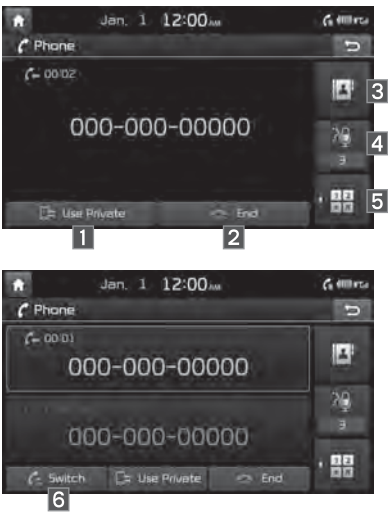 Jan. 1 12:00 AM
Phone
00:02
3
000-000-00000
4
3
5
Use Private
End
1
2
Jan. 1 12:00 AM
Phone
00:01
000-000-00000
3
000-000-00000
Switch
Use Private
End
6